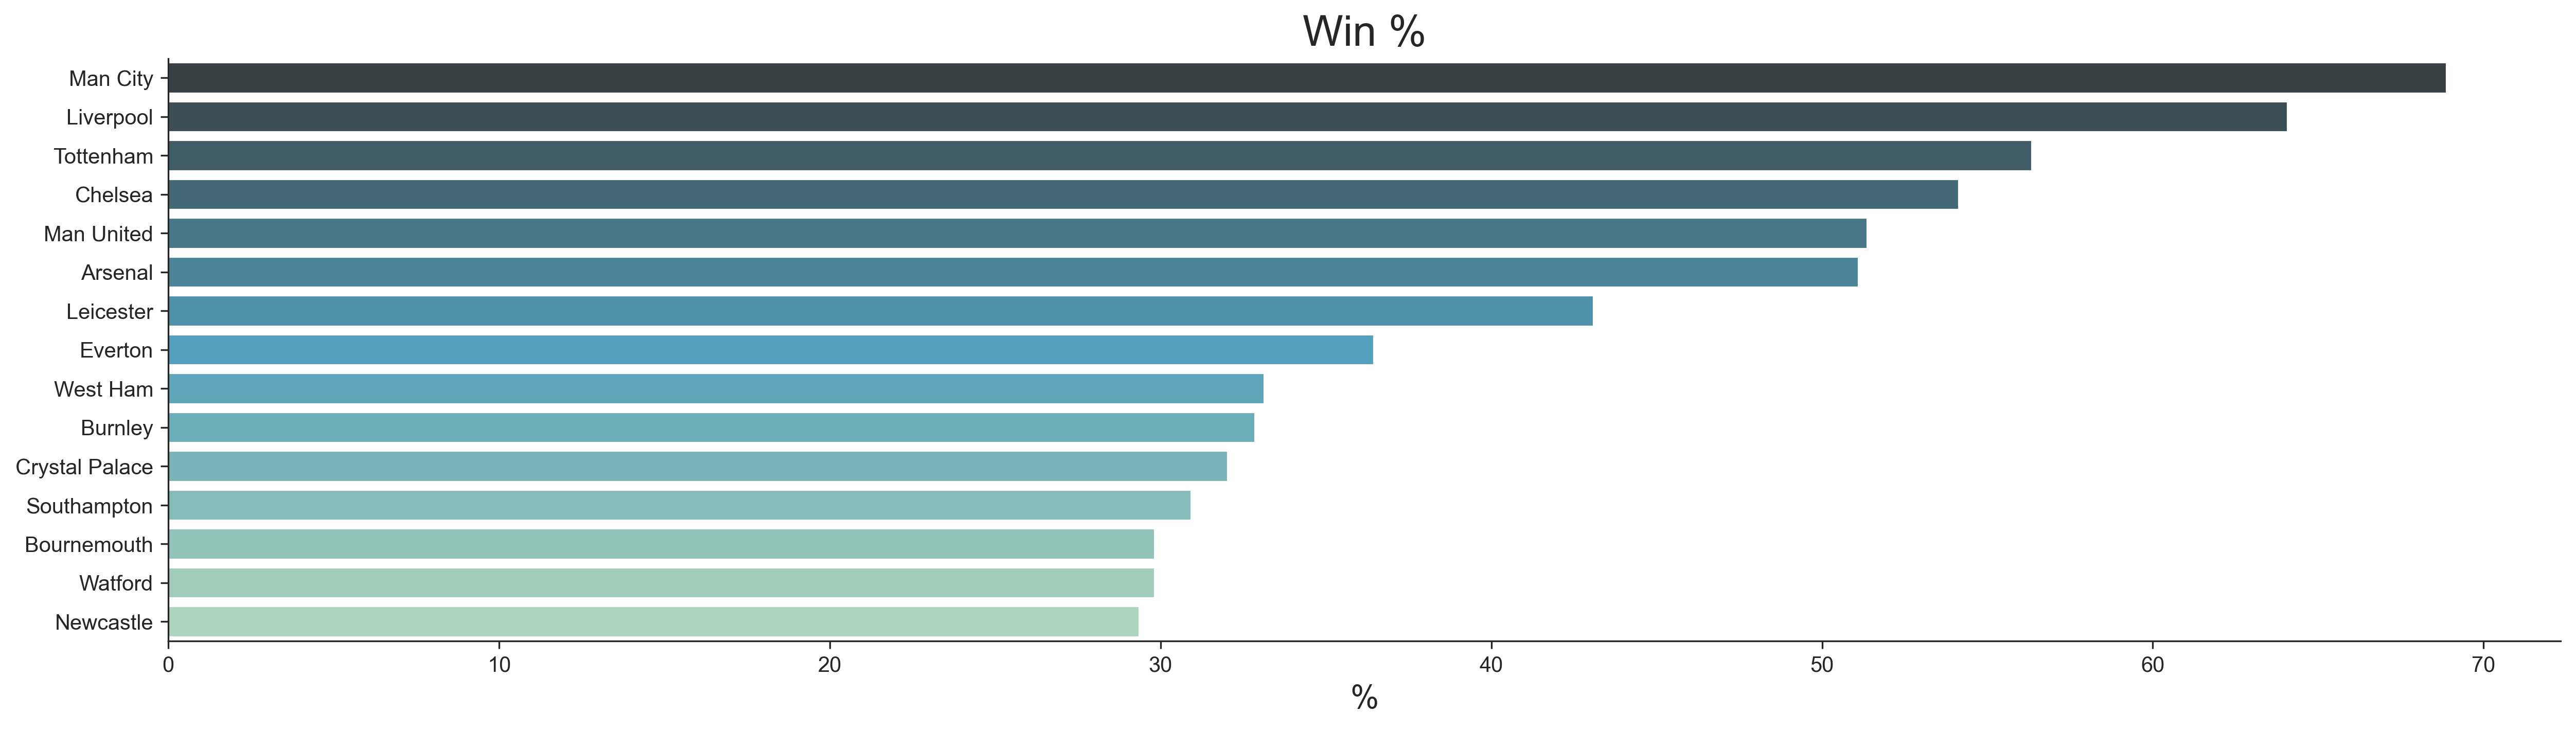 Win %
Man City
Liverpool
Tottenham
Chelsea
Man United
Arsenal
Leicester
Everton
West Ham
Burnley
Crystal Palace
Southampton
Bournemouth
Watford
Newcastle
0 10 20 30 40 50 60 70
%